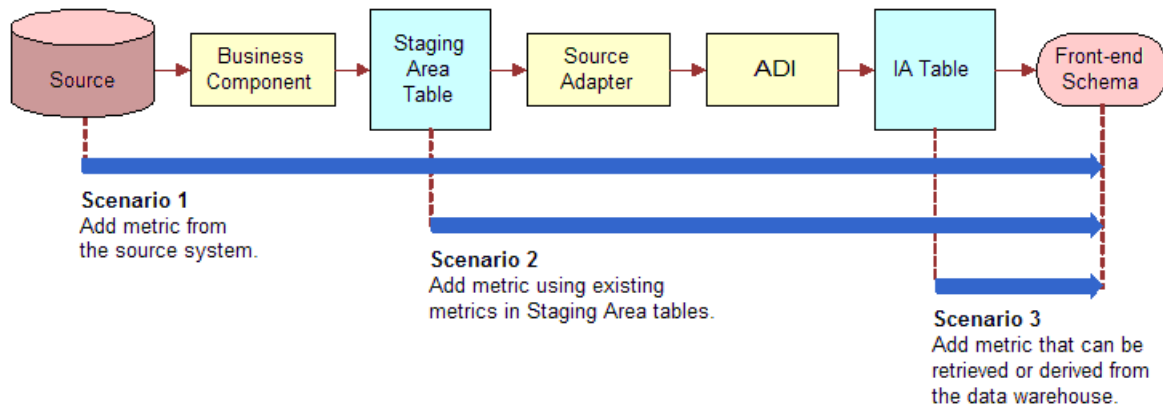 Source
Business
Component
Staging
Area
Table
Source
Adapter
ADI
IA Table
Front-end
Schema
Scenario 1
Add metric from
the source system.
Scenario 2
Add metric using existing
metrics in Staging Area tables.
Scenario 3
Add metric that can be
retrieved or derived from
the data warehouse.